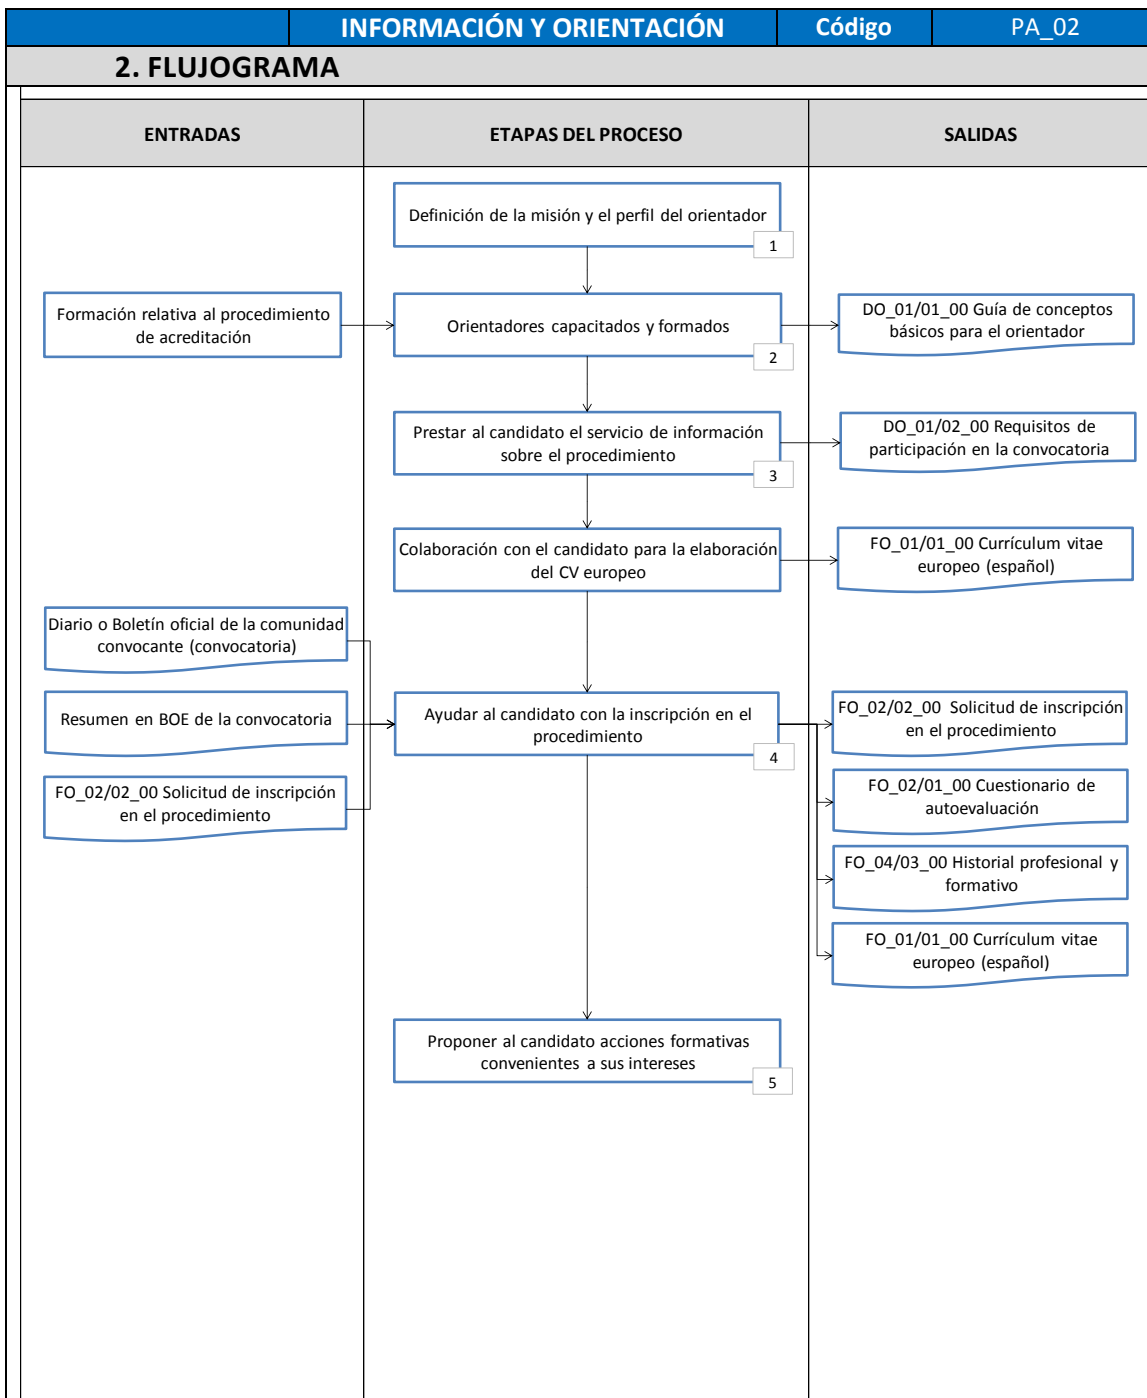 INFORMACIÓN Y ORIENTACIÓN Código PA_02
2. FLUJOGRAMA
ENTRADAS ETAPAS DEL PROCESO SALIDAS
Definición de la misión y el perfil del orientador
1
Formación relativa al procedimiento
de acreditación
Orientadores capacitados y formados
2
DO_01/01_00 Guía de conceptos
básicos para el orientador
Prestar al candidato el servicio de información
sobre el procedimiento
3
DO_01/02_00 Requisitos de
participación en la convocatoria
Colaboración con el candidato para la elaboración
del CV europeo
FO_01/01_00 Currículum vitae
europeo (español)
Diario o Boletín oficial de la comunidad
convocante (convocatoria)
Resumen en BOE de la convocatoria
FO_02/02_00 Solicitud de inscripción
en el procedimiento
Ayudar al candidato con la inscripción en el
procedimiento
4
FO_02/02_00 Solicitud de inscripción
en el procedimiento
FO_02/01_00 Cuestionario de
autoevaluación
FO_04/03_00 Historial profesional y
formativo
FO_01/01_00 Currículum vitae
europeo (español)
Proponer al candidato acciones formativas
convenientes a sus intereses
5